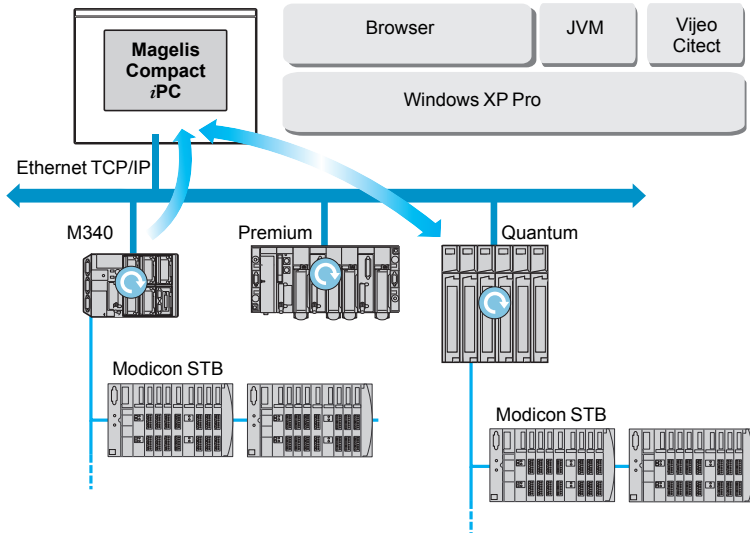 Magelis
Compact
iPC
Browser
JVM
Vijeo
Citect
Windows XP Pro
Ethernet TCP/IP
M340
Premium
Quantum
Modicon STB
Modicon STB